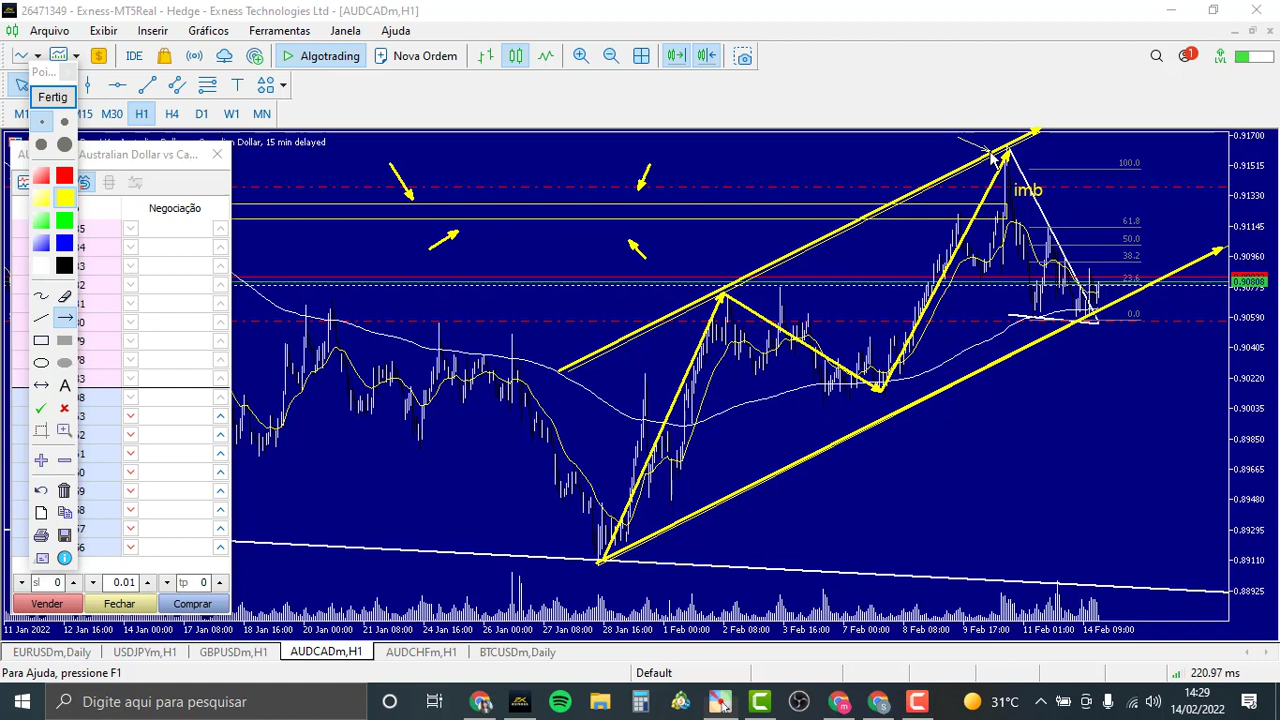 26471349 - Exness-MT5Real - Hedge - Exness Technologies Ltd - [AUDCADm,H1]
Arquivo Exibir Inserir Gráficos Ferramentas Janela Ajuda
IDE Algotrading Nova Ordem 1 LVL
Fertig
M15 M30 H1 H4 D1 W1 MN
Dollar, 15 min delayed
Australian Dollar vs Ca...
Negociação
imb
100.0
61.8
50.0
38.2
23.6
0.0
0.91700
0.91515
0.91330
0.91145
0.90960
0.90808
0.90775
0.90590
0.90405
0.90220
0.90035
0.89850
0.89665
0.89480
0.89295
0.89110
0.88925
sl 0 0.01 tp 0
Vender Fechar Comprar
11 Jan 2022 12 Jan 16:00 14 Jan 00:00 17 Jan 08:00 18 Jan 16:00 20 Jan 00:00 21 Jan 08:00 24 Jan 16:00 26 Jan 00:00 27 Jan 08:00 28 Jan 16:00 1 Feb 00:00 2 Feb 08:00 3 Feb 16:00 7 Feb 00:00 8 Feb 08:00 9 Feb 16:00 11 Feb 01:00 14 Feb 09:00
EURUSDm,Daily USDJPYm,H1 GBPUSDm,H1 AUDCADm,H1 AUDCHFm,H1 BTCUSDm,Daily
Para Ajuda, pressione F1 Default 220.97 ms
Digite aqui para pesquisar 31°C 14:29
14/02/2022